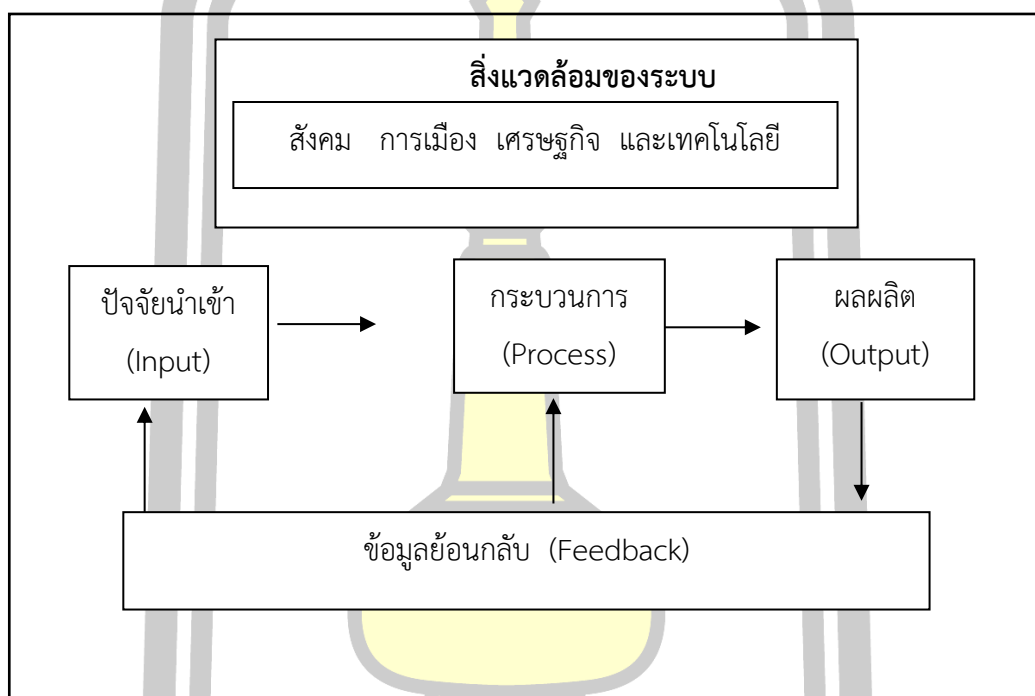 สิ่งแวดล้อมของระบบ
สังคม การเมือง เศรษฐกิจ และเทคโนโลยี
ปัจจัยนำเข้า
(Input)
กระบวนการ
(Process)
ผลผลิต
(Output)
ข้อมูลย้อนกลับ (Feedback)